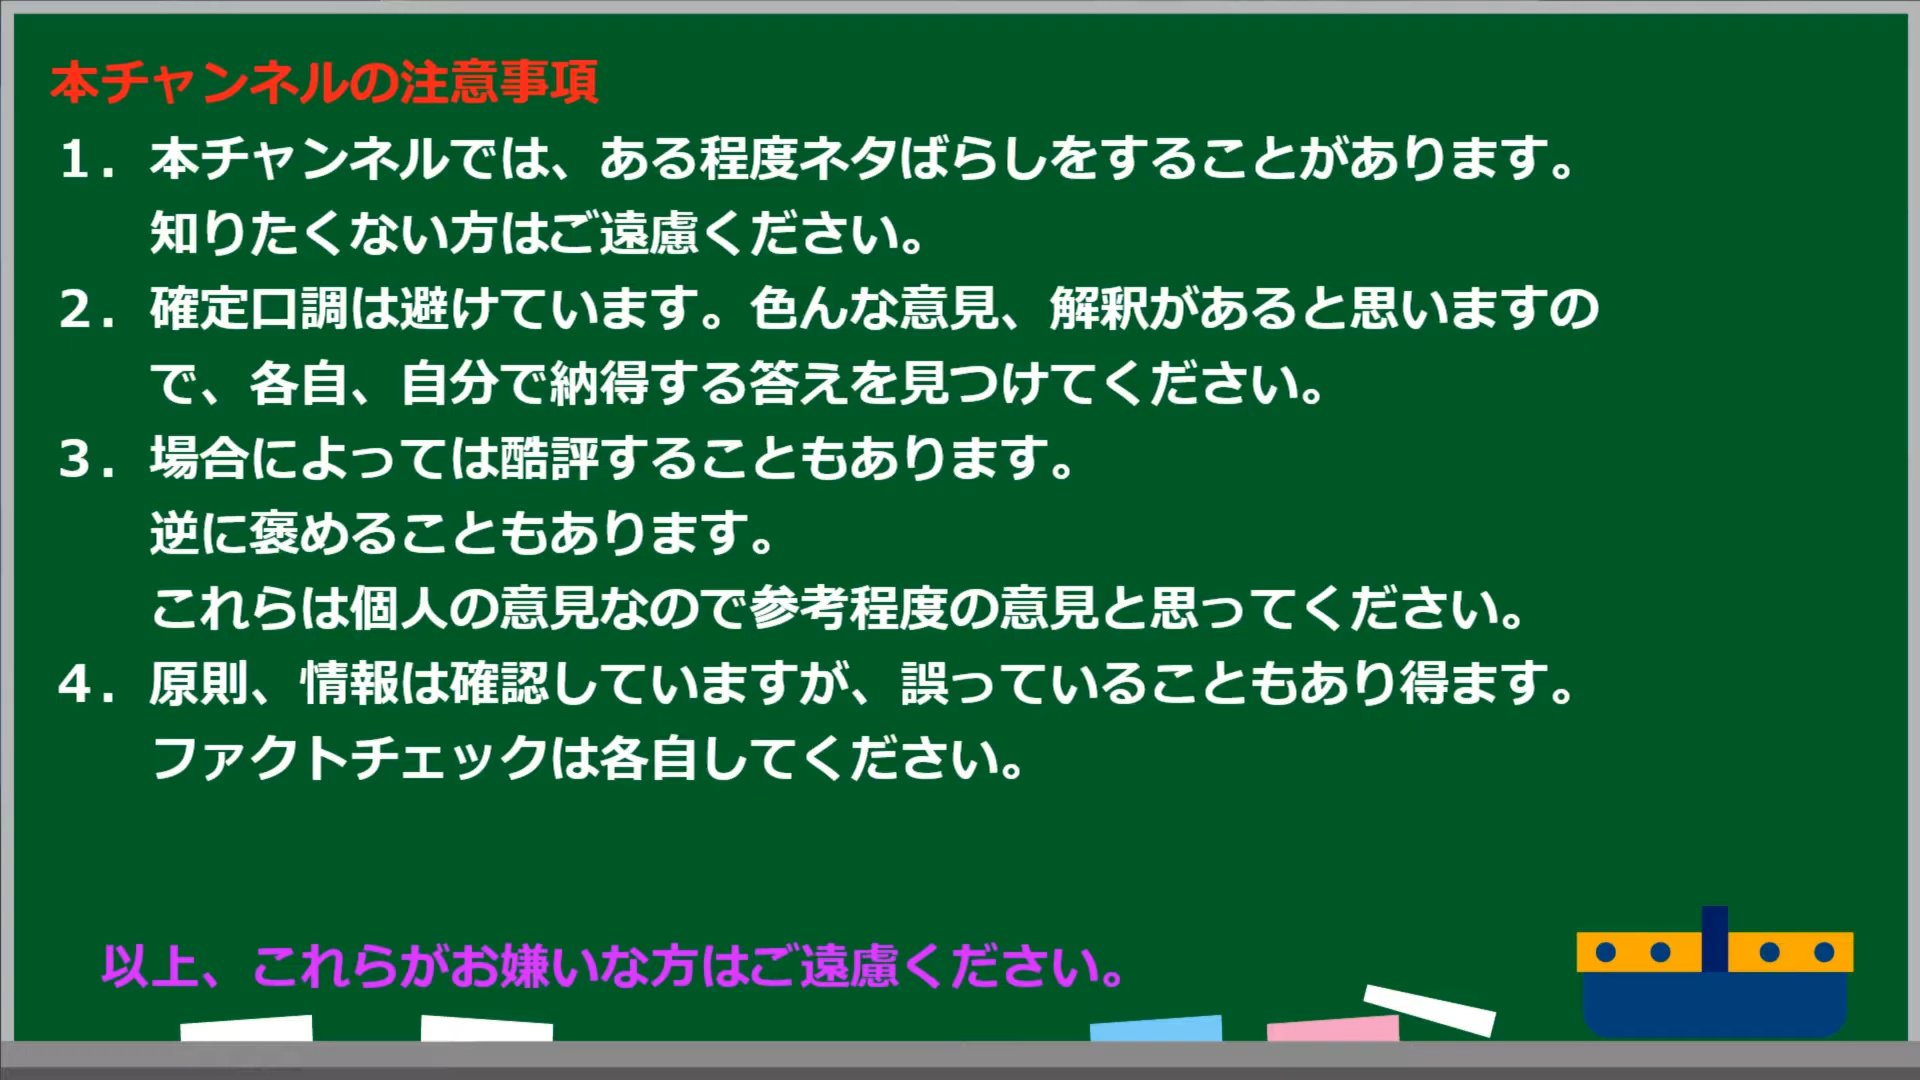 本チャンネルの注意事項
１．本チャンネルでは、ある程度ネタばらしをすることがあります。
知りたくない方はご遠慮ください。
２．確定口調は避けています。色んな意見、解釈があると思いますの
で、各自、自分で納得する答えを見つけてください。
３．場合によっては酷評することもあります。
逆に褒めることもあります。
これらは個人の意見なので参考程度の意見と思ってください。
４．原則、情報は確認していますが、誤っていることもあり得ます。
ファクトチェックは各自してください。
以上、これらがお嫌いな方はご遠慮ください。